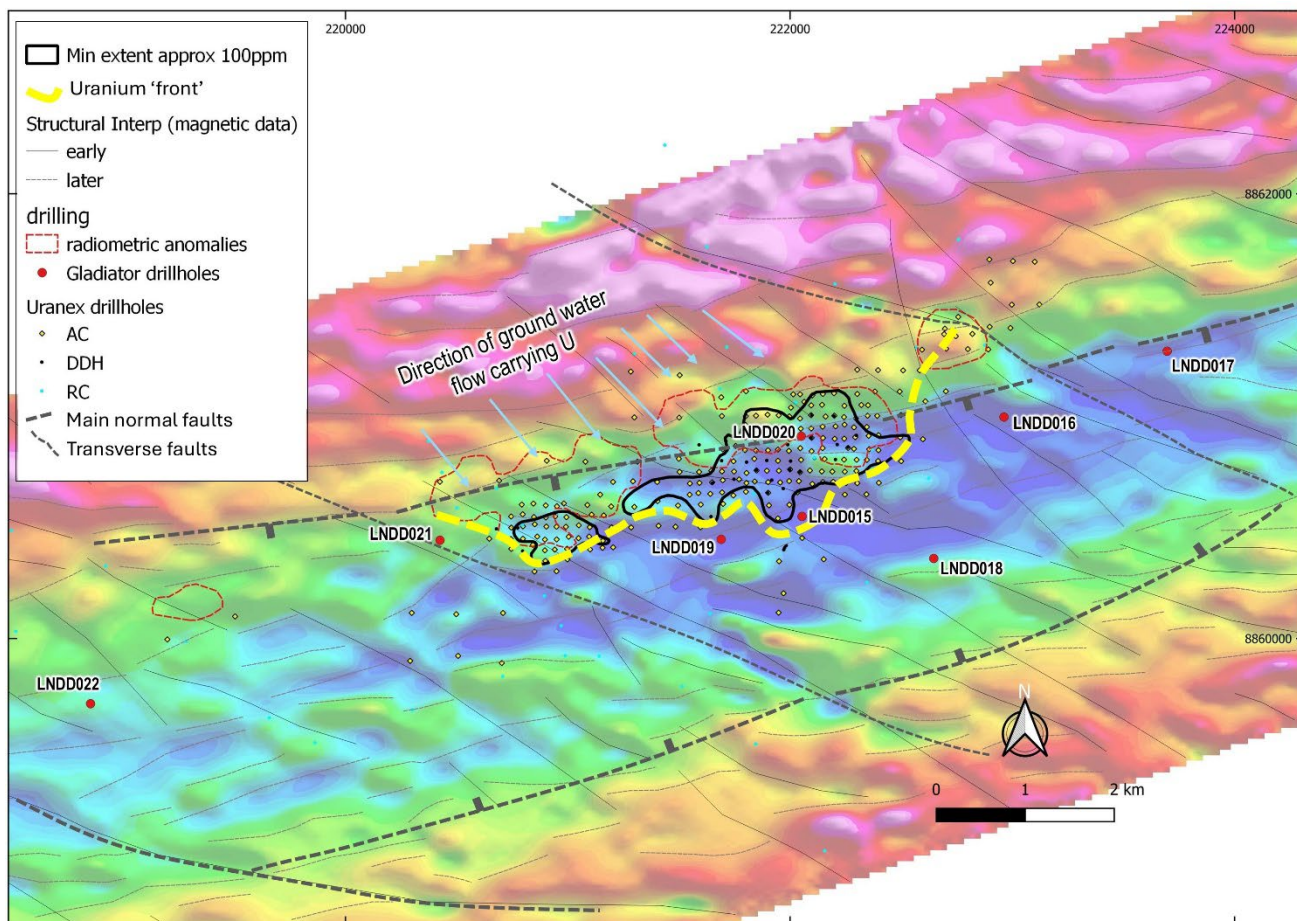 220000
222000
224000
Min extent approx 100ppm
Uranium ‘front’
Structural Interp (magnetic data)
early
later
drilling
radiometric anomalies
Gladiator drillholes
Uranex drillholes
AC
DDH
RC
Main normal faults
Transverse faults
8862000
Direction of ground water
flow carrying U
LNDD017
LNDD016
LNDD020
LNDD015
LNDD021
LNDD019
LNDD018
8860000
LNDD022
N
0 1 2 km